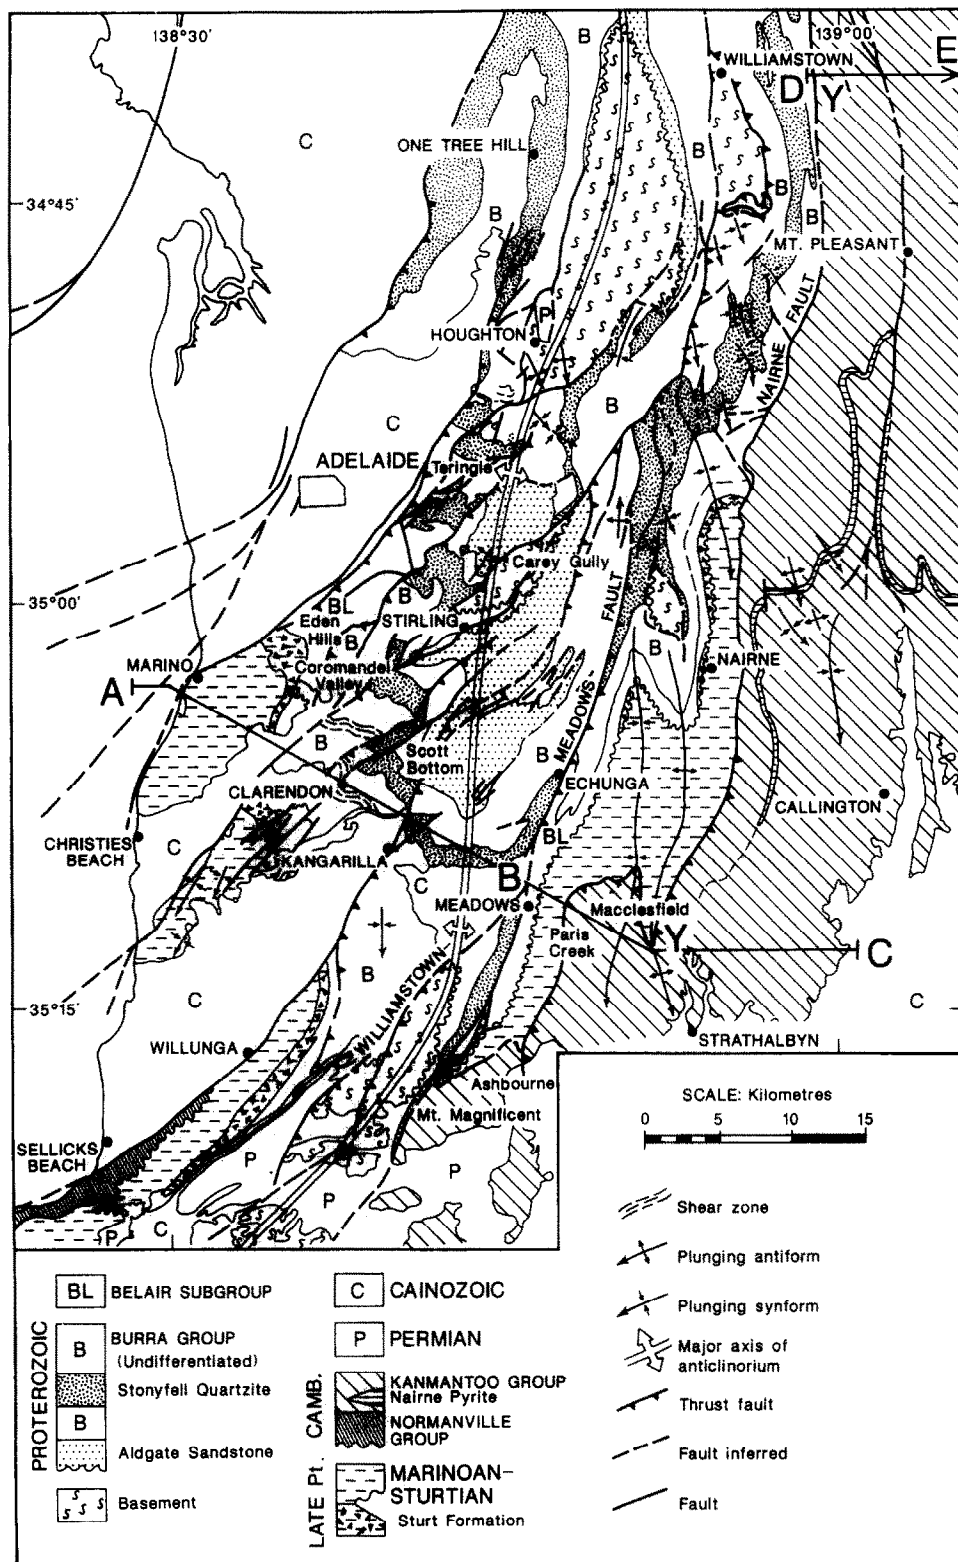 138°30'
139°00'
WILLIAMSTOWN
E
D
Y
B
B
C
ONE TREE HILL
B
B
34°45'
B
B
MT. PLEASANT
P
HOUGHTON
NAIRNE FAULT
B
B
C
ADELAIDE
Teringie
Carey Gully
35°00'
BL
B
Eden
Hills
B
STIRLING
FAULT
B
MARINO
Coromandel
Valley
NAIRNE
A
B
Scott
Bottom
B
MEADOWS-
ECHUNGA
CLARENDON
CALLINGTON
CHRISTIES
BEACH
C
BL
KANGARILLA
C
B
MEADOWS
Macclesfield
Paris
Creek
Y
C
B
WILLIAMSTOWN
35°15'
C
C
WILLUNGA
STRATHALBYN
Ashbourne
Mt. Magnificent
SELLICKS
BEACH
P
P
P
P
C
SCALE: Kilometres
0 5 10 15
Shear zone
Plunging antiform
Plunging synform
Major axis of
anticlinorium
Thrust fault
Fault inferred
Fault
PROTEROZOIC
BL BELAIR SUBGROUP
B BURRA GROUP
(Undifferentiated)
Stonyfell Quartzite
B
Aldgate Sandstone
Basement
C CAINOZOIC
P PERMIAN
CAMB.
KANMANTOO GROUP
Nairne Pyrite
NORMANVILLE
GROUP
LATE Pt.
MARINOAN-
STURTIAN
Sturt Formation